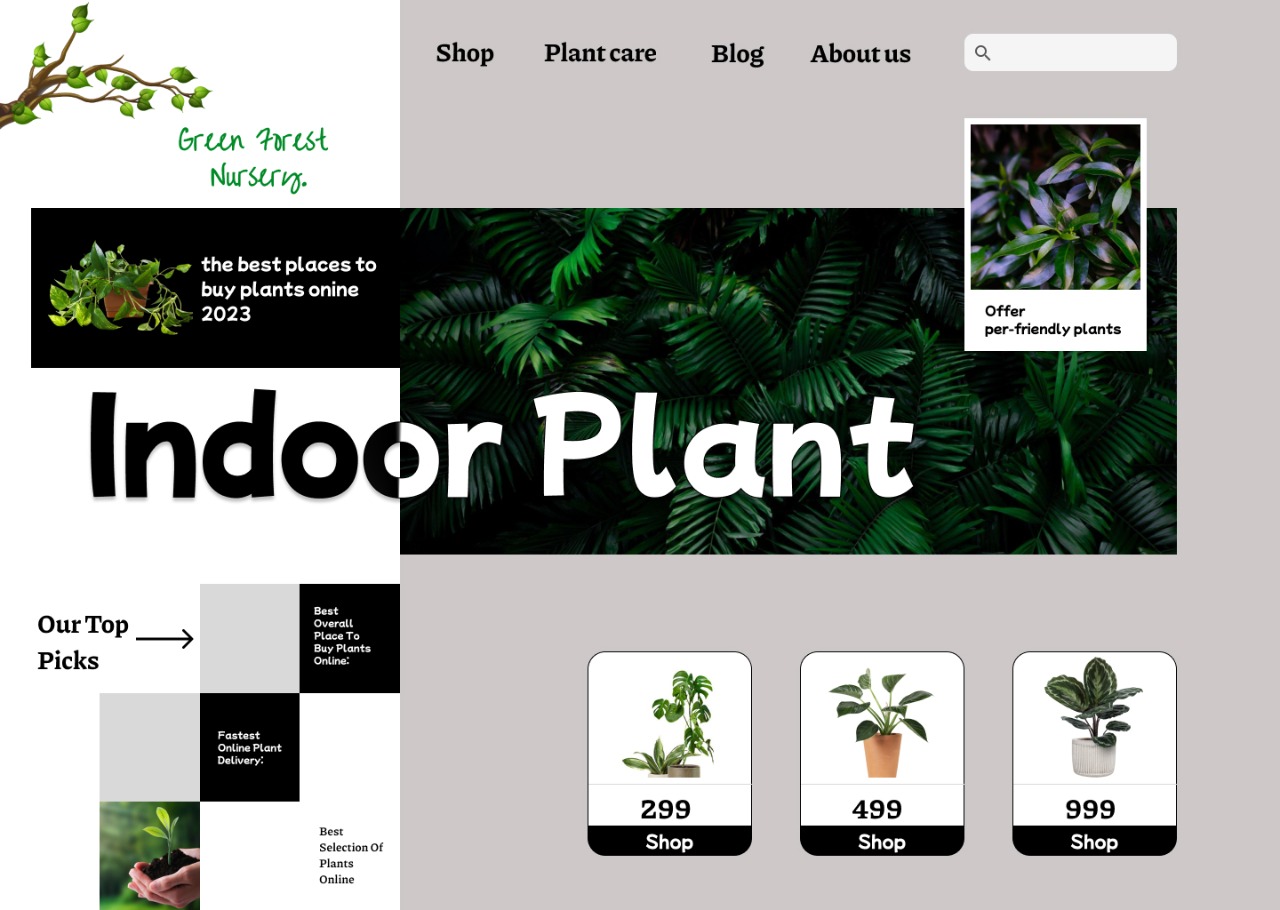 Shop Plant care Blog About us
Green Forest
Nursery.
the best places to
buy plants onine
2023
Offer
per-friendly plants
Indoor Plant
Our Top
Picks
Best
Overall
Place To
Buy Plants
Online:
Fastest
Online Plant
Delivery:
Best
Selection Of
Plants
Online
299
Shop
499
Shop
999
Shop